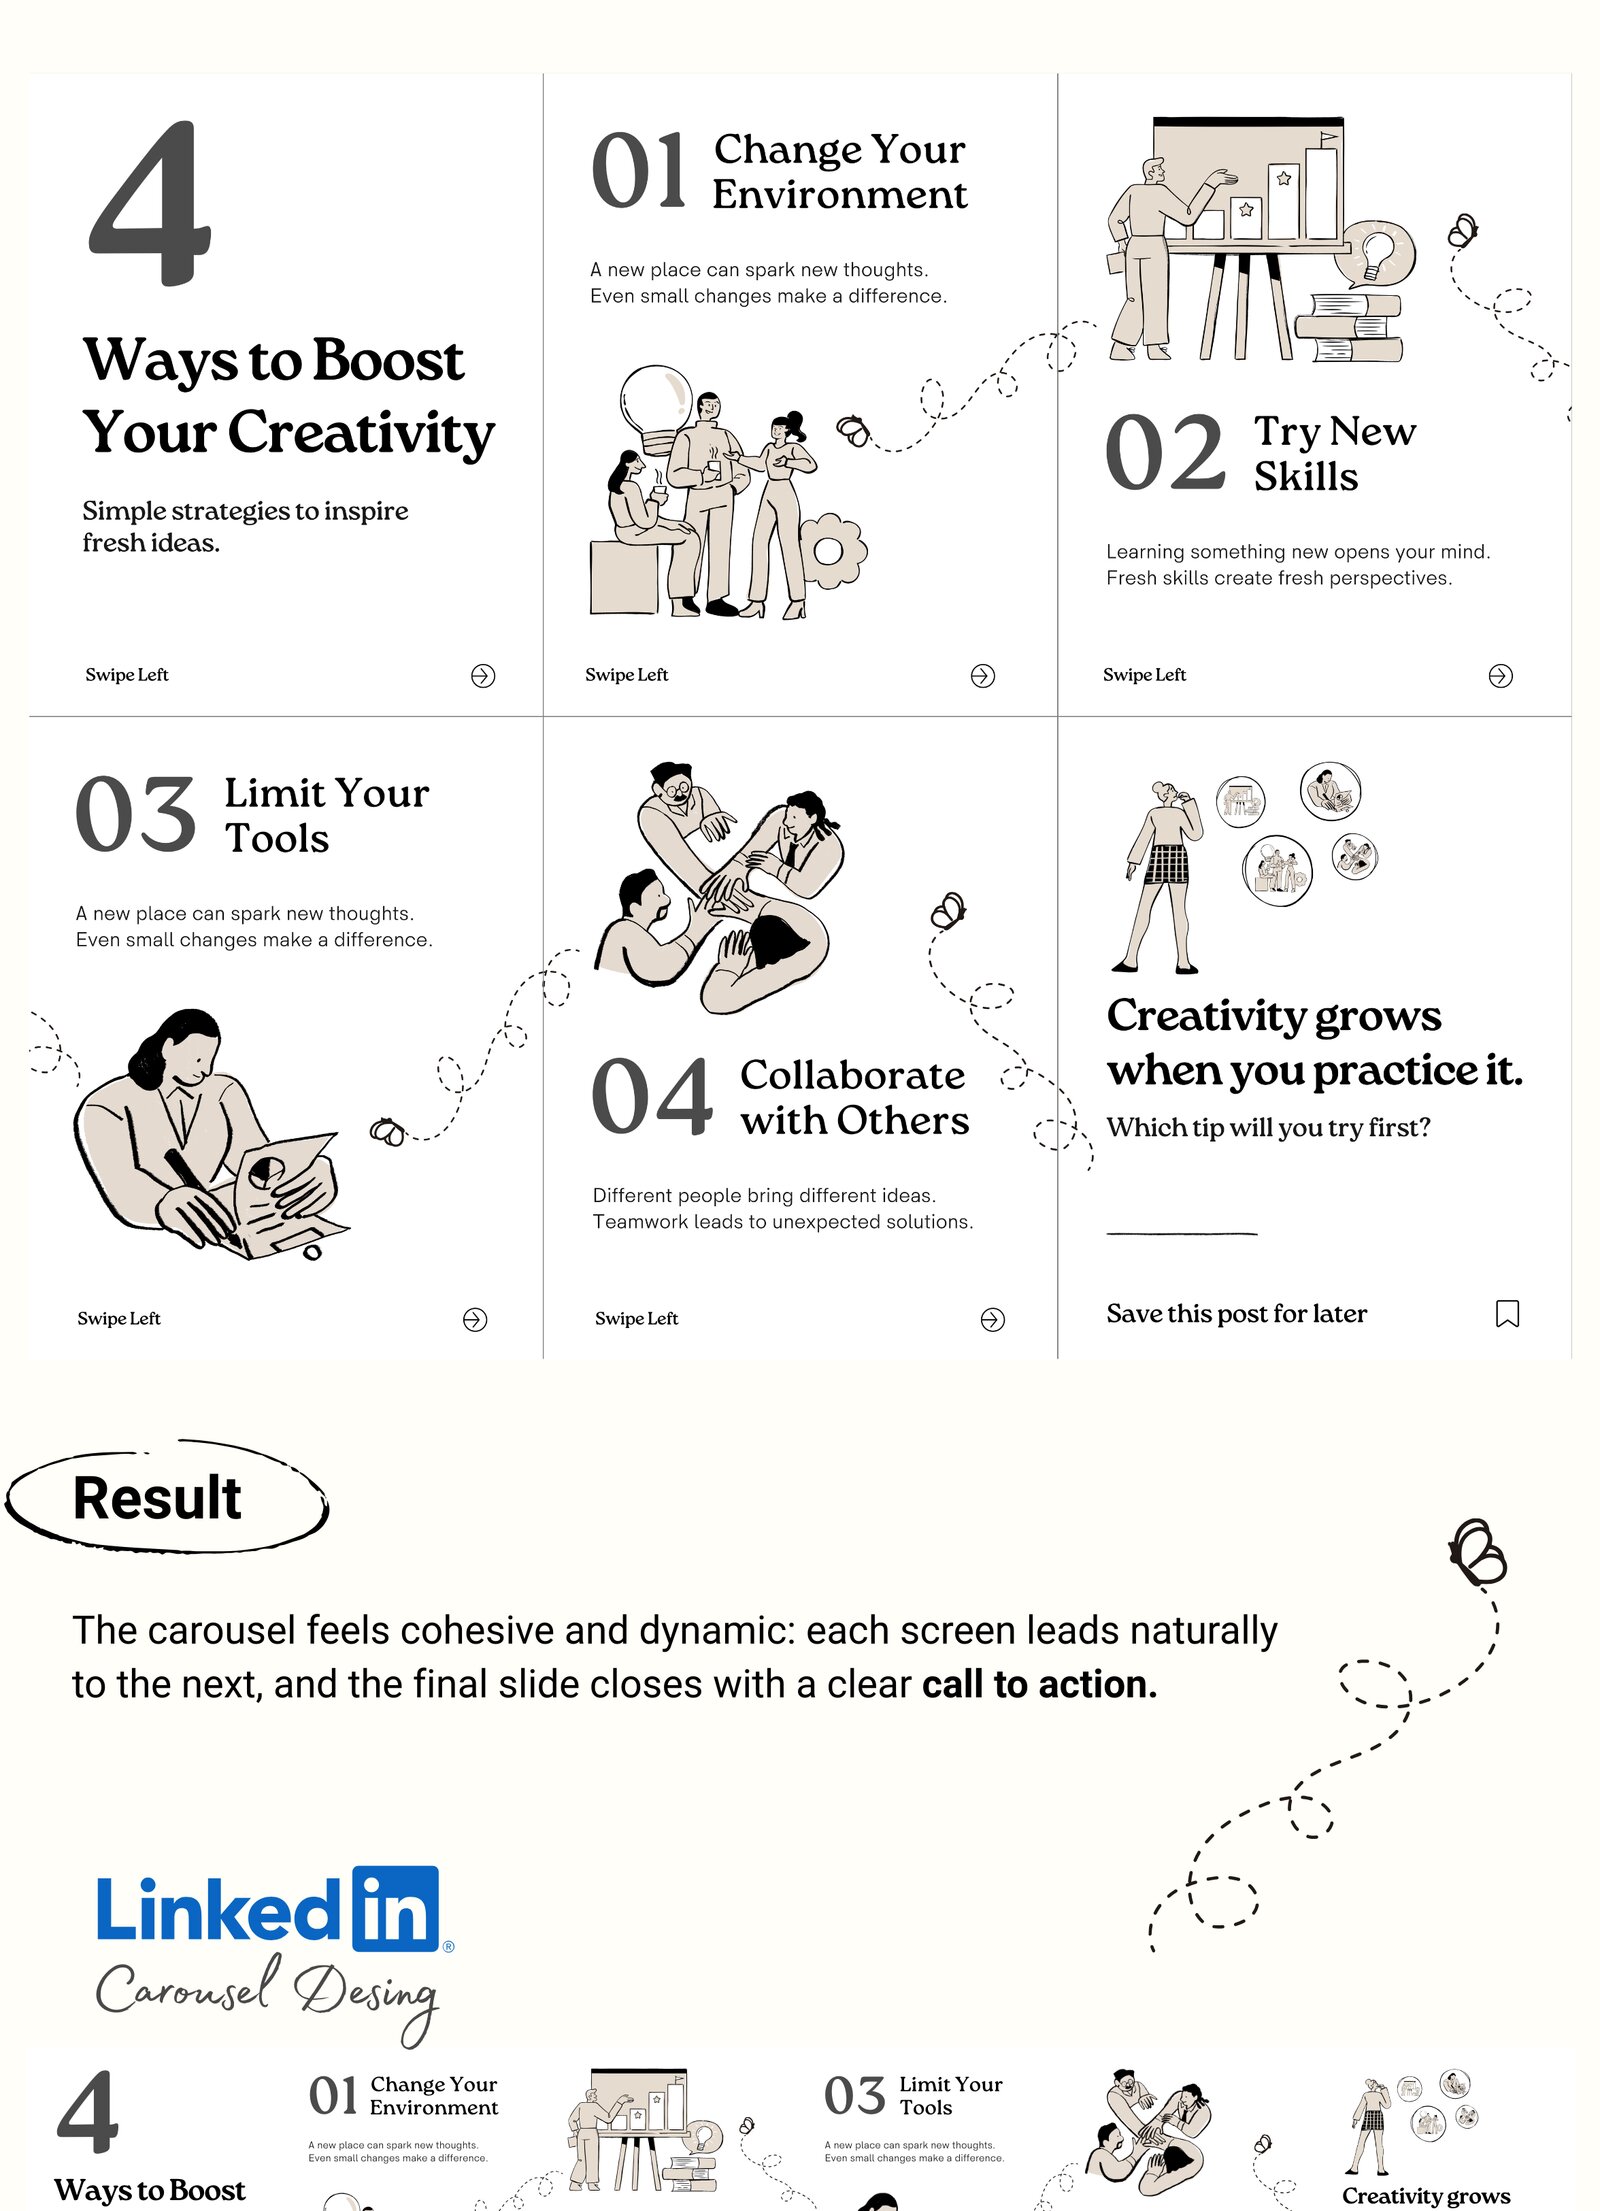 4
Ways to Boost
Your Creativity
Simple strategies to inspire
fresh ideas.
Swipe Left
01
Change Your
Environment
A new place can spark new thoughts.
Even small changes make a difference.
Swipe Left
02
Try New
Skills
Learning something new opens your mind.
Fresh skills create fresh perspectives.
Swipe Left
03
Limit Your
Tools
A new place can spark new thoughts.
Even small changes make a difference.
Swipe Left
04
Collaborate
with Others
Different people bring different ideas.
Teamwork leads to unexpected solutions.
Swipe Left
Creativity grows
when you practice it.
Which tip will you try first?
Save this post for later
Result
The carousel feels cohesive and dynamic: each screen leads naturally
to the next, and the final slide closes with a clear call to action.
Linkedin®
Carousel Desing
4
Ways to Boost
01
Change Your
Environment
A new place can spark new thoughts.
Even small changes make a difference.
03
Limit Your
Tools
A new place can spark new thoughts.
Even small changes make a difference.
Creativity grows